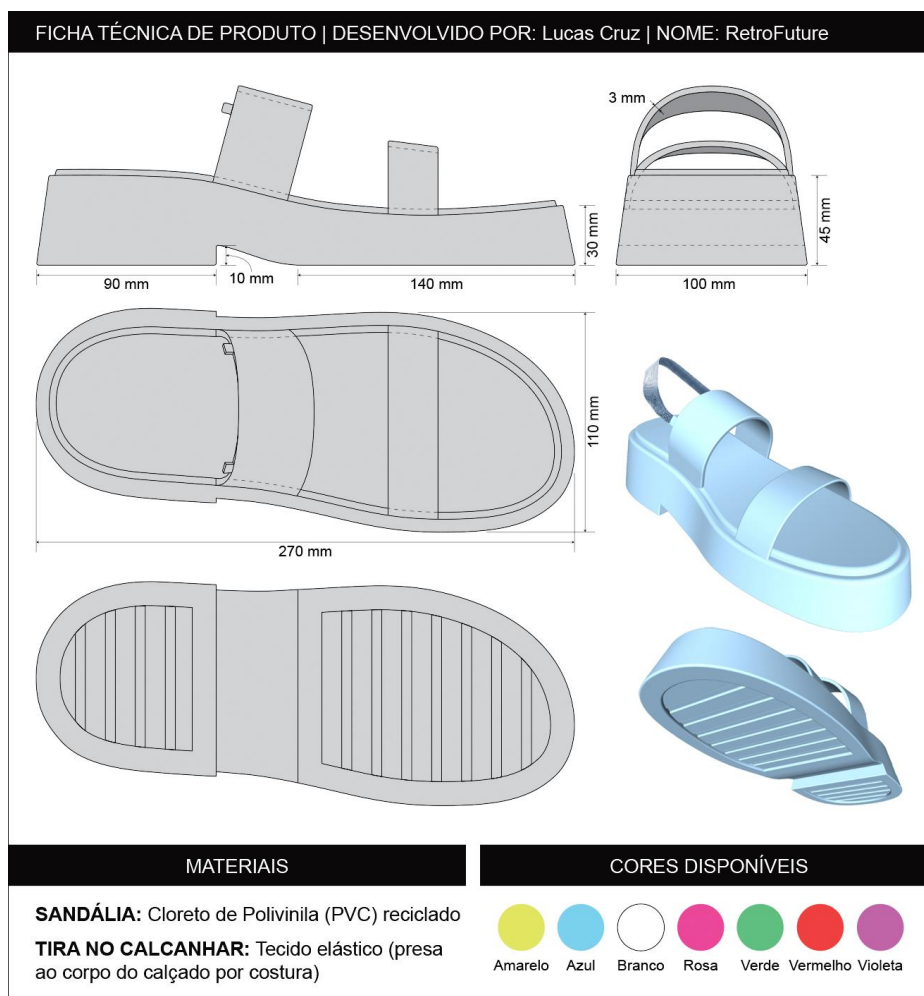 FICHA TÉCNICA DE PRODUTO | DESENVOLVIDO POR: Lucas Cruz | NOME: RetroFuture
3 mm
30 mm
45 mm
90 mm
10 mm
140 mm
100 mm
110 mm
270 mm
MATERIAIS
SANDÁLIA: Cloreto de Polivinila (PVC) reciclado
TIRA NO CALCANHAR: Tecido elástico (presa
ao corpo do calçado por costura)
CORES DISPONÍVEIS
Amarelo Azul Branco Rosa Verde Vermelho Violeta